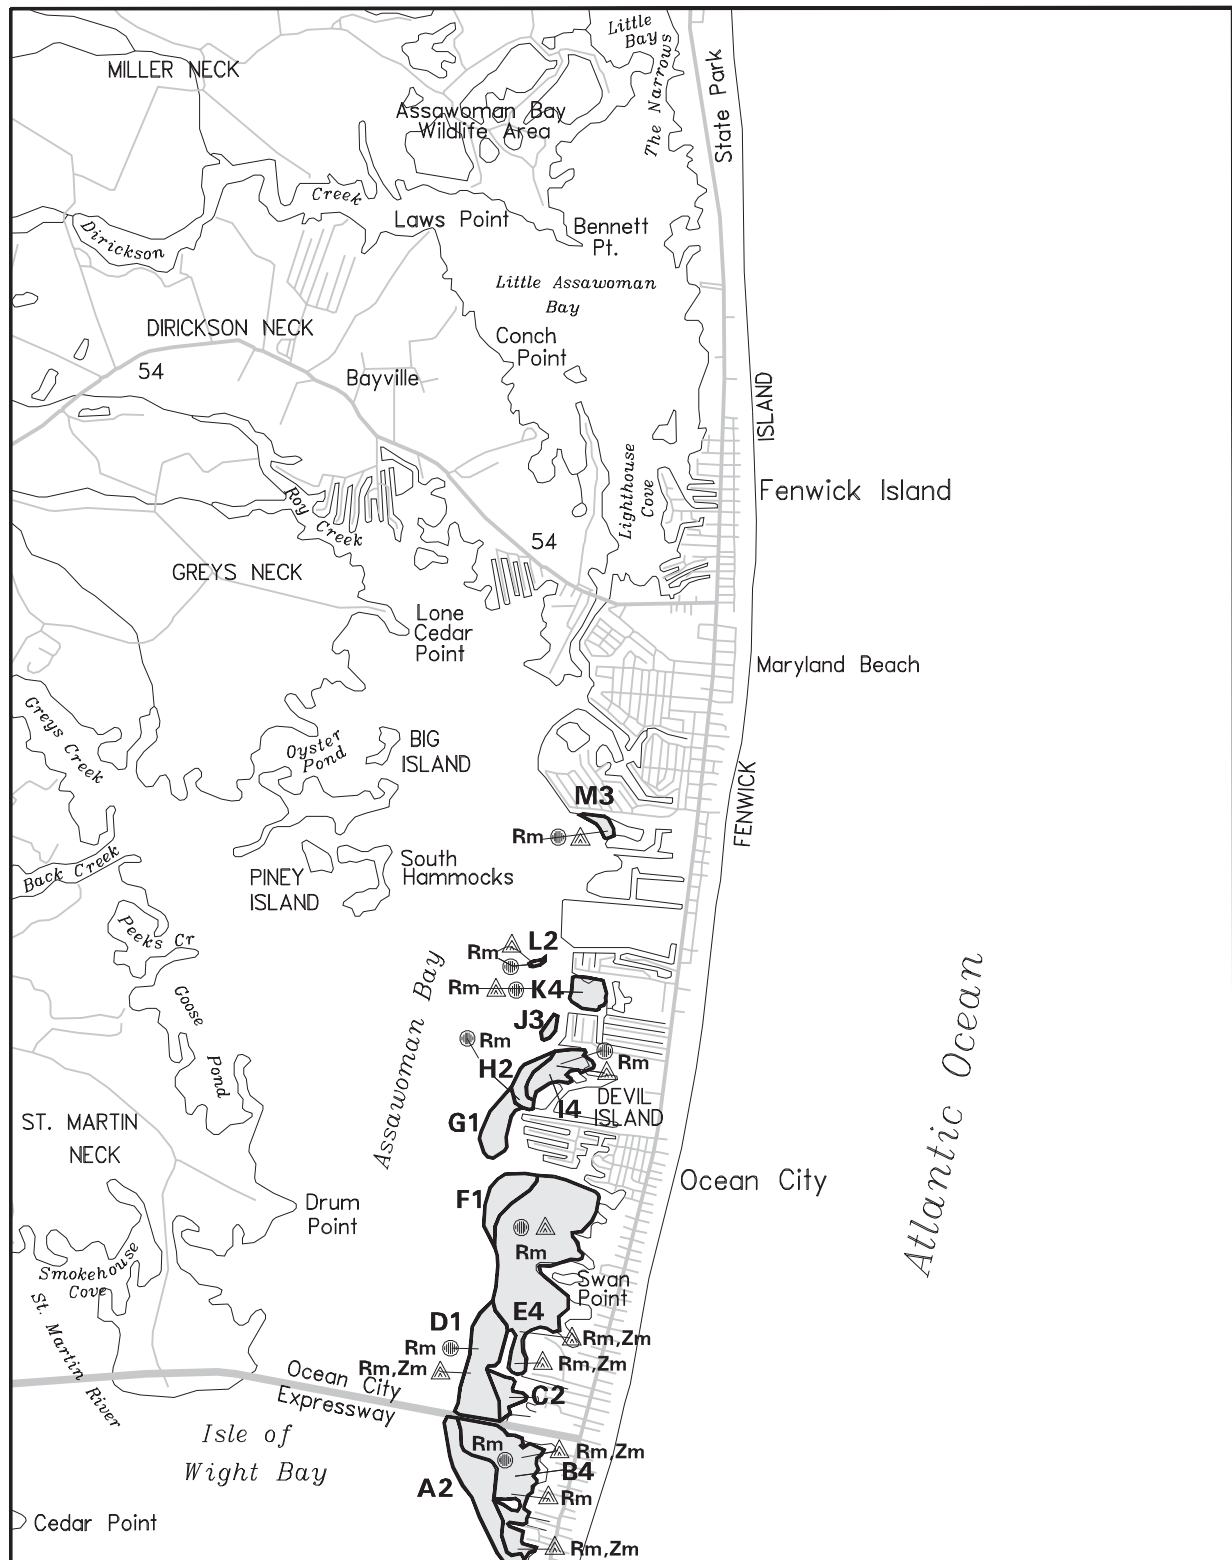 Little
Bay
The Narrows
State Park
MILLER NECK
Assawoman Bay
Wildlife Area
Creek
Laws Point
Bennett
Pt.
Dirickson
Little Assawoman
Bay
DIRICKSON NECK
Conch
Point
54
Bayville
ISLAND
Lighthouse
Cove
Fenwick Island
Roy Creek
54
GREYS NECK
Lone
Cedar
Point
Maryland Beach
Greys Creek
Oyster
Pond
BIG
ISLAND
FENWICK
M3
Rm
Back Creek
South
Hammocks
PINEY
ISLAND
Peeks Cr
L2
Rm
Assawoman Bay
Rm
K4
Goose
Pond
J3
Rm
H2
Rm
DEVIL
ISLAND
I4
G1
ST. MARTIN
NECK
Atlantic Ocean
Ocean City
F1
Drum
Point
Rm
Smokehouse
Cove
Swan
Point
St. Martin River
E4
D1
Rm
Rm,Zm
Rm,Zm
Rm,Zm
Ocean City
Expressway
C2
Isle of
Wight Bay
Rm
Rm,Zm
B4
A2
Rm
Cedar Point
Rm,Zm